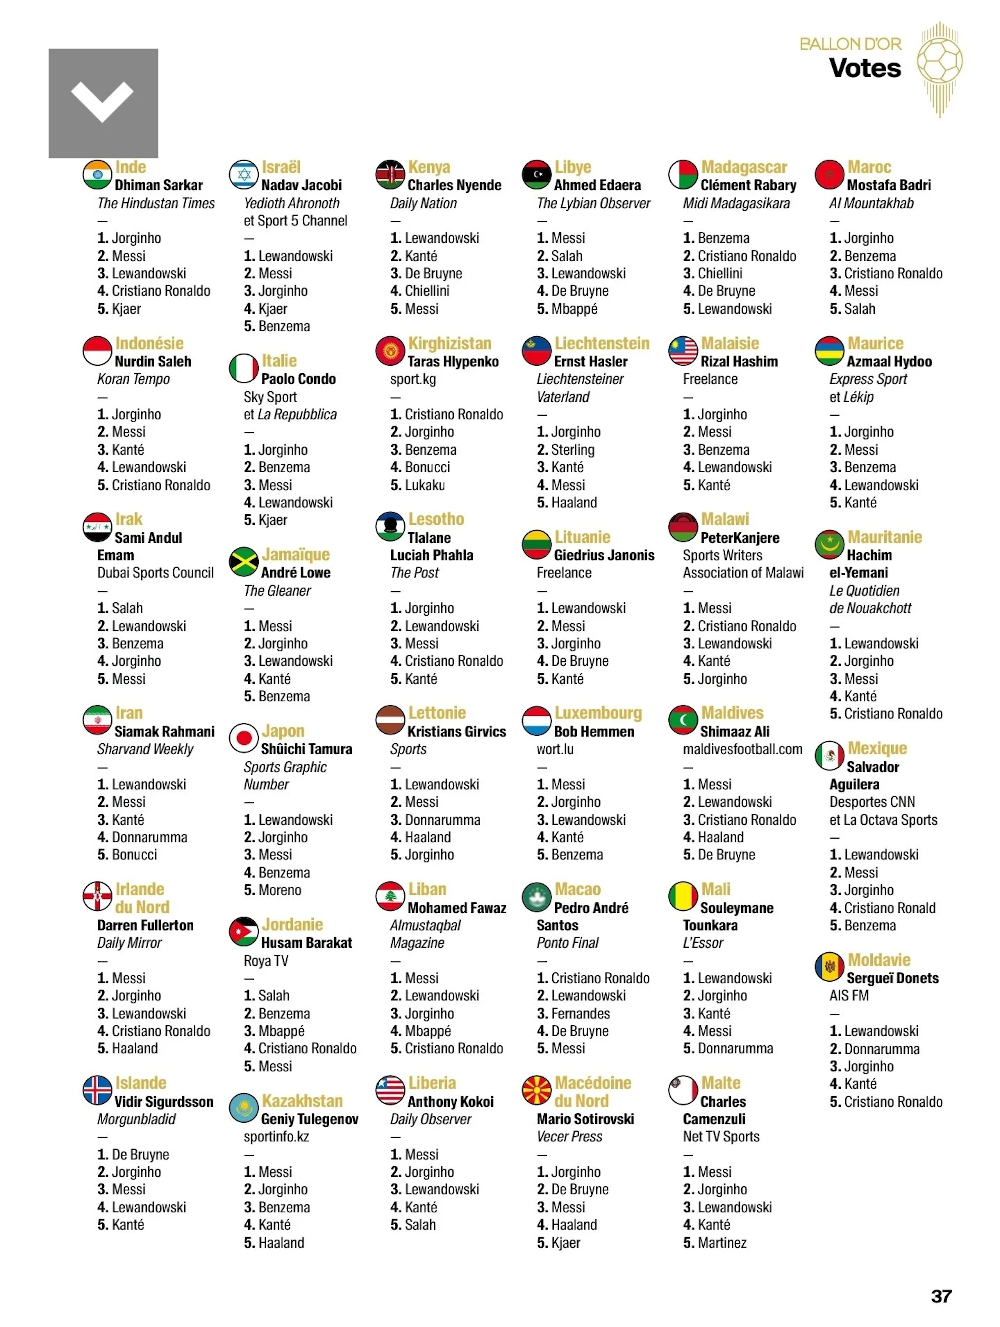 BALLON D'OR
Votes
Inde
Dhiman Sarkar
The Hindustan Times
—
1. Jorginho
2. Messi
3. Lewandowski
4. Cristiano Ronaldo
5. Kjaer
Indonésie
Nurdin Saleh
Koran Tempo
—
1. Jorginho
2. Messi
3. Kanté
4. Lewandowski
5. Cristiano Ronaldo
Irak
Sami Andul
Emam
Dubai Sports Council
—
1. Salah
2. Lewandowski
3. Benzema
4. Jorginho
5. Messi
Iran
Siamak Rahmani
Sharvand Weekly
—
1. Lewandowski
2. Messi
3. Kanté
4. Donnarumma
5. Bonucci
Irlande
du Nord
Darren Fullerton
Daily Mirror
—
1. Messi
2. Jorginho
3. Lewandowski
4. Cristiano Ronaldo
5. Haaland
Islande
Vidir Sigurdsson
Morgunbladid
—
1. De Bruyne
2. Jorginho
3. Messi
4. Lewandowski
5. Kanté
Israël
Nadav Jacobi
Yedioth Ahronoth
et Sport 5 Channel
—
1. Lewandowski
2. Messi
3. Jorginho
4. Kjaer
5. Benzema
Italie
Paolo Condo
Sky Sport
et La Repubblica
—
1. Jorginho
2. Benzema
3. Messi
4. Lewandowski
5. Kjaer
Jamaïque
André Lowe
The Gleaner
—
1. Messi
2. Jorginho
3. Lewandowski
4. Kanté
5. Benzema
Japon
Shûichi Tamura
Sports Graphic
Number
—
1. Lewandowski
2. Jorginho
3. Messi
4. Benzema
5. Moreno
Jordanie
Husam Barakat
Roya TV
—
1. Salah
2. Benzema
3. Mbappé
4. Cristiano Ronaldo
5. Messi
Kazakhstan
Geniy Tulegenov
sportinfo.kz
—
1. Messi
2. Jorginho
3. Benzema
4. Kanté
5. Haaland
Kenya
Charles Nyende
Daily Nation
—
1. Lewandowski
2. Kanté
3. De Bruyne
4. Chiellini
5. Messi
Kirghizistan
Taras Hlypenko
sport.kg
—
1. Cristiano Ronaldo
2. Jorginho
3. Benzema
4. Bonucci
5. Lukaku
Lesotho
Tlalane
Luciah Phahla
The Post
—
1. Jorginho
2. Lewandowski
3. Messi
4. Cristiano Ronaldo
5. Kanté
Lettonie
Kristians Girvics
Sports
—
1. Lewandowski
2. Messi
3. Donnarumma
4. Haaland
5. Jorginho
Liban
Mohamed Fawaz
Almustaqbal
Magazine
—
1. Messi
2. Lewandowski
3. Jorginho
4. Mbappé
5. Cristiano Ronaldo
Liberia
Anthony Kokoi
Daily Observer
—
1. Messi
2. Jorginho
3. Lewandowski
4. Kanté
5. Salah
Libye
Ahmed Edaera
The Lybian Observer
—
1. Messi
2. Salah
3. Lewandowski
4. De Bruyne
5. Mbappé
Liechtenstein
Ernst Hasler
Liechtensteiner
Vaterland
—
1. Jorginho
2. Sterling
3. Kanté
4. Messi
5. Haaland
Lituanie
Giedrius Janonis
Freelance
—
1. Lewandowski
2. Messi
3. Jorginho
4. De Bruyne
5. Kanté
Luxembourg
Bob Hemmen
wort.lu
—
1. Messi
2. Jorginho
3. Lewandowski
4. Kanté
5. Benzema
Macao
Pedro André
Santos
Ponto Final
—
1. Cristiano Ronaldo
2. Lewandowski
3. Fernandes
4. De Bruyne
5. Messi
Macédoine
du Nord
Mario Sotirovski
Vecer Press
—
1. Jorginho
2. De Bruyne
3. Messi
4. Haaland
5. Kjaer
Madagascar
Clément Rabary
Midi Madagasikara
—
1. Benzema
2. Cristiano Ronaldo
3. Chiellini
4. De Bruyne
5. Lewandowski
Malaisie
Rizal Hashim
Freelance
—
1. Jorginho
2. Messi
3. Benzema
4. Lewandowski
5. Kanté
Malawi
PeterKanjere
Sports Writers
Association of Malawi
—
1. Messi
2. Cristiano Ronaldo
3. Lewandowski
4. Kanté
5. Jorginho
Maldives
Shimaaz Ali
maldivesfootball.com
—
1. Messi
2. Lewandowski
3. Cristiano Ronaldo
4. Haaland
5. De Bruyne
Mali
Souleymane
Tounkara
L'Essor
—
1. Lewandowski
2. Jorginho
3. Kanté
4. Messi
5. Donnarumma
Malte
Charles
Camenzuli
Net TV Sports
—
1. Messi
2. Jorginho
3. Lewandowski
4. Kanté
5. Martinez
Maroc
Mostafa Badri
Al Mountakhab
—
1. Jorginho
2. Benzema
3. Cristiano Ronaldo
4. Messi
5. Salah
Maurice
Azmaal Hydoo
Express Sport
et Lékip
—
1. Jorginho
2. Messi
3. Benzema
4. Lewandowski
5. Kanté
Mauritanie
Hachim
el-Yemani
Le Quotidien
de Nouakchott
—
1. Lewandowski
2. Jorginho
3. Messi
4. Kanté
5. Cristiano Ronaldo
Mexique
Salvador
Aguilera
Desportes CNN
et La Octava Sports
—
1. Lewandowski
2. Messi
3. Jorginho
4. Cristiano Ronald
5. Benzema
Moldavie
Sergueï Donets
AIS FM
—
1. Lewandowski
2. Donnarumma
3. Jorginho
4. Kanté
5. Cristiano Ronaldo
37